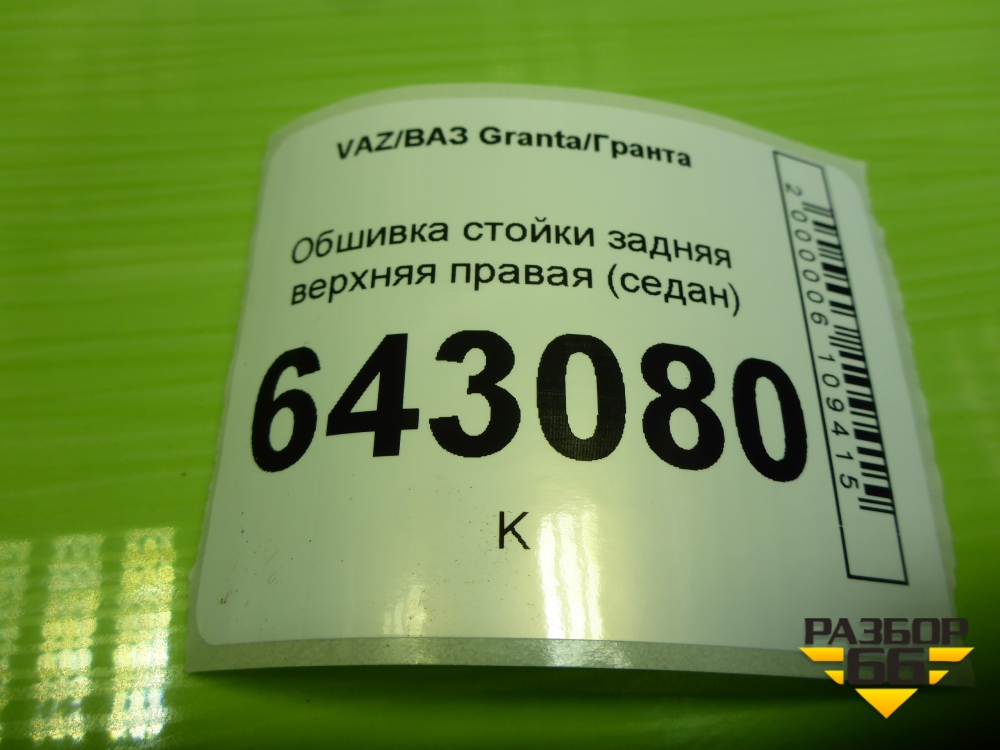 VAZ/ВАЗ Granta/Гранта
Обшивка стойки задняя
верхняя правая (седан)
643080
К
2000006109415
РАЗБОР
66